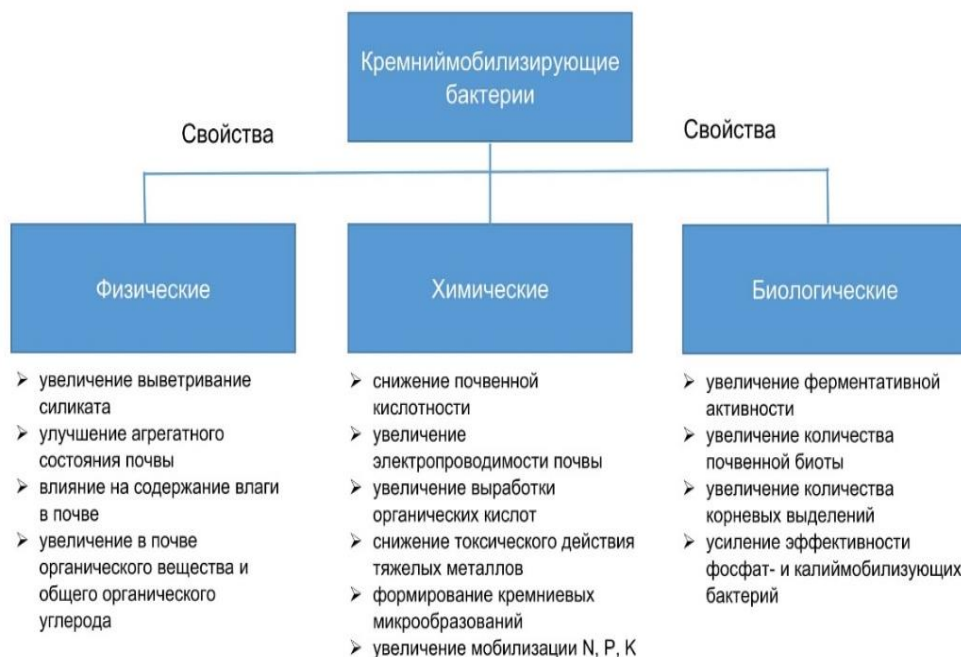 Кремниймобилизирующие
бактерии
Свойства
Свойства
Физические
Химические
Биологические
➢ увеличение выветривание
силиката
➢ улучшение агрегатного
состояния почвы
➢ влияние на содержание влаги
в почве
➢ увеличение в почве
органического вещества и
общего органического
углерода
➢ снижение почвенной
кислотности
➢ увеличение
электропроводимости почвы
➢ увеличение выработки
органических кислот
➢ снижение токсического действия
тяжелых металлов
➢ формирование кремниевых
микрообразований
➢ увеличение мобилизации N, P, K
➢ увеличение ферментативной
активности
➢ увеличение количества
почвенной биоты
➢ увеличение количества
корневых выделений
➢ усиление эффективности
фосфат- и калиймобилизующих
бактерий